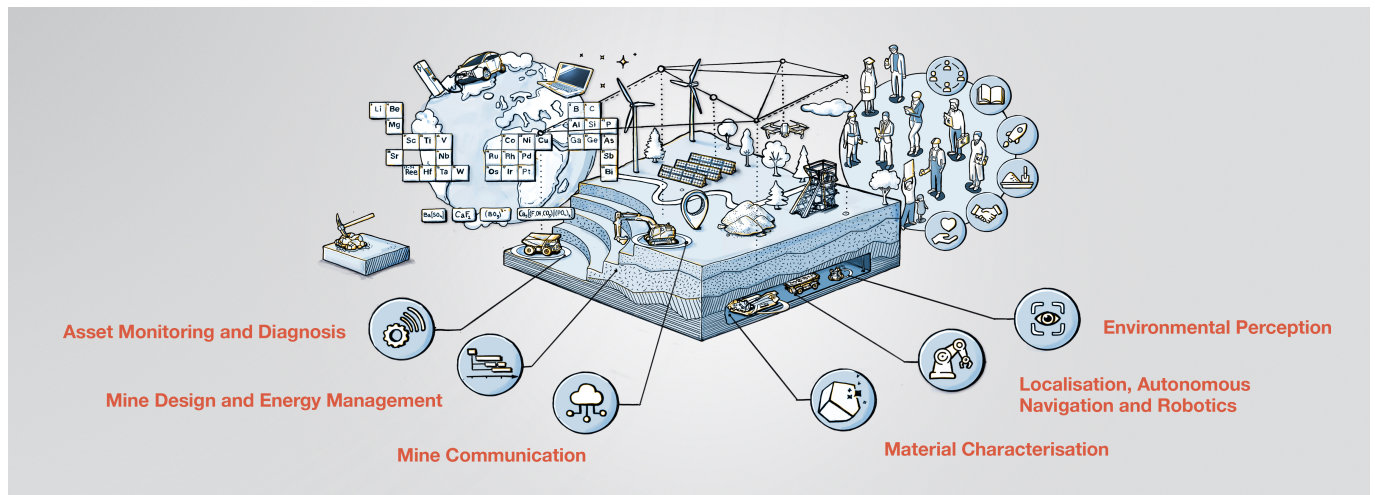 Li Be
B C
Mg
Al Si P
Sc Ti V
Co Ni Cu
Ga Ge As
Sr
Nb
Ru Rh Pd
Sb
Ree Hf Ta W
Os Ir Pt
Bi
CaF₂
Asset Monitoring and Diagnosis
Environmental Perception
Mine Design and Energy Management
Localisation, Autonomous
Navigation and Robotics
Mine Communication
Material Characterisation